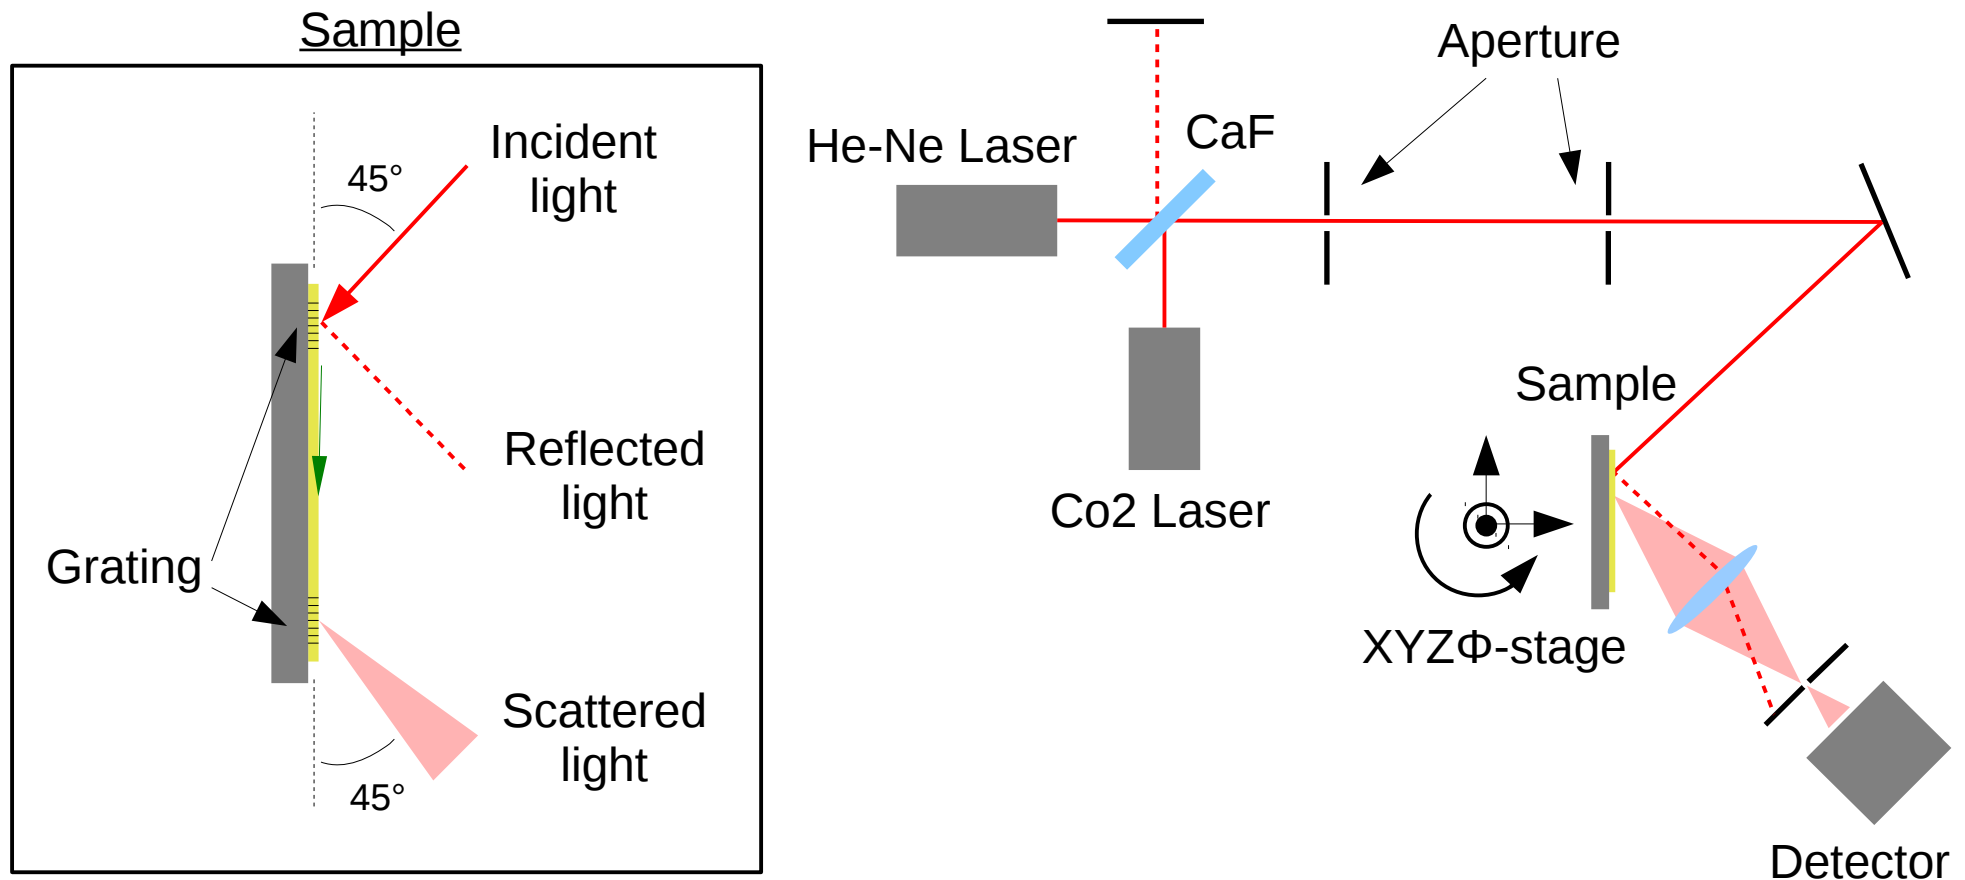 Sample
45°
Incident
light
Reflected
light
Grating
Scattered
light
45°
He-Ne Laser
CaF
Aperture
Co2 Laser
Sample
XYZΦ-stage
Detector